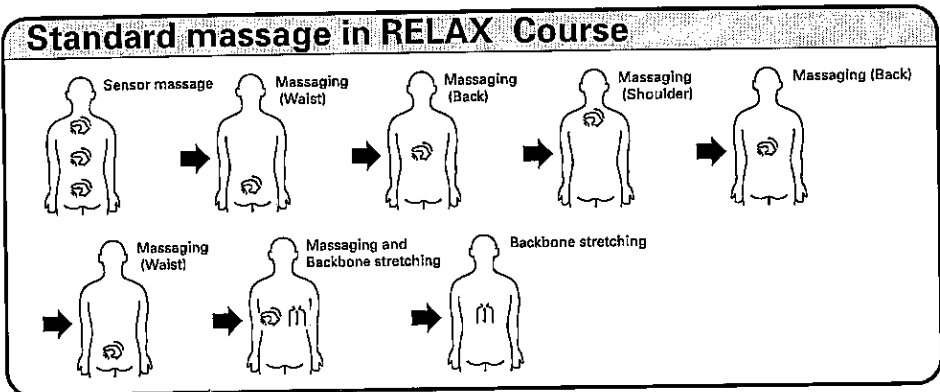 Standard massage in RELAX Course
Sensor massage
Massaging
(Waist)
Massaging
(Back)
Massaging
(Shoulder)
Massaging (Back)
Massaging
(Waist)
Massaging and
Backbone stretching
Backbone stretching